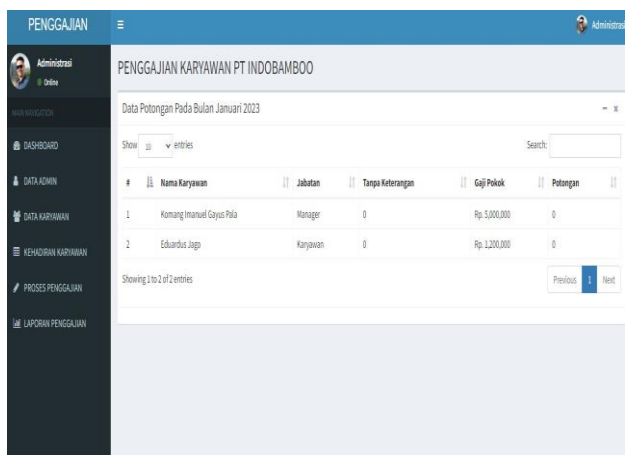 PENGGAJIAN
Administrasi
Administrasi
Online
PENGGAJIAN KARYAWAN PT INDOBAMBOO
MAIN NAVIGATION
DASHBOARD
DATA ADMIN
DATA KARYAWAN
KEHADIRAN KARYAWAN
PROSES PENGGAJIAN
LAPORAN PENGGAJIAN
Data Potongan Pada Bulan Januari 2023
Show 10 entries Search:
# Nama Karyawan Jabatan Tanpa Keterangan Gaji Pokok Potongan
1 Komang Imanuel Gayus Pala Manager 0 Rp. 5,000,000 0
2 Eduardus Jago Karyawan 0 Rp. 1,200,000 0
Showing 1 to 2 of 2 entries Previous 1 Next